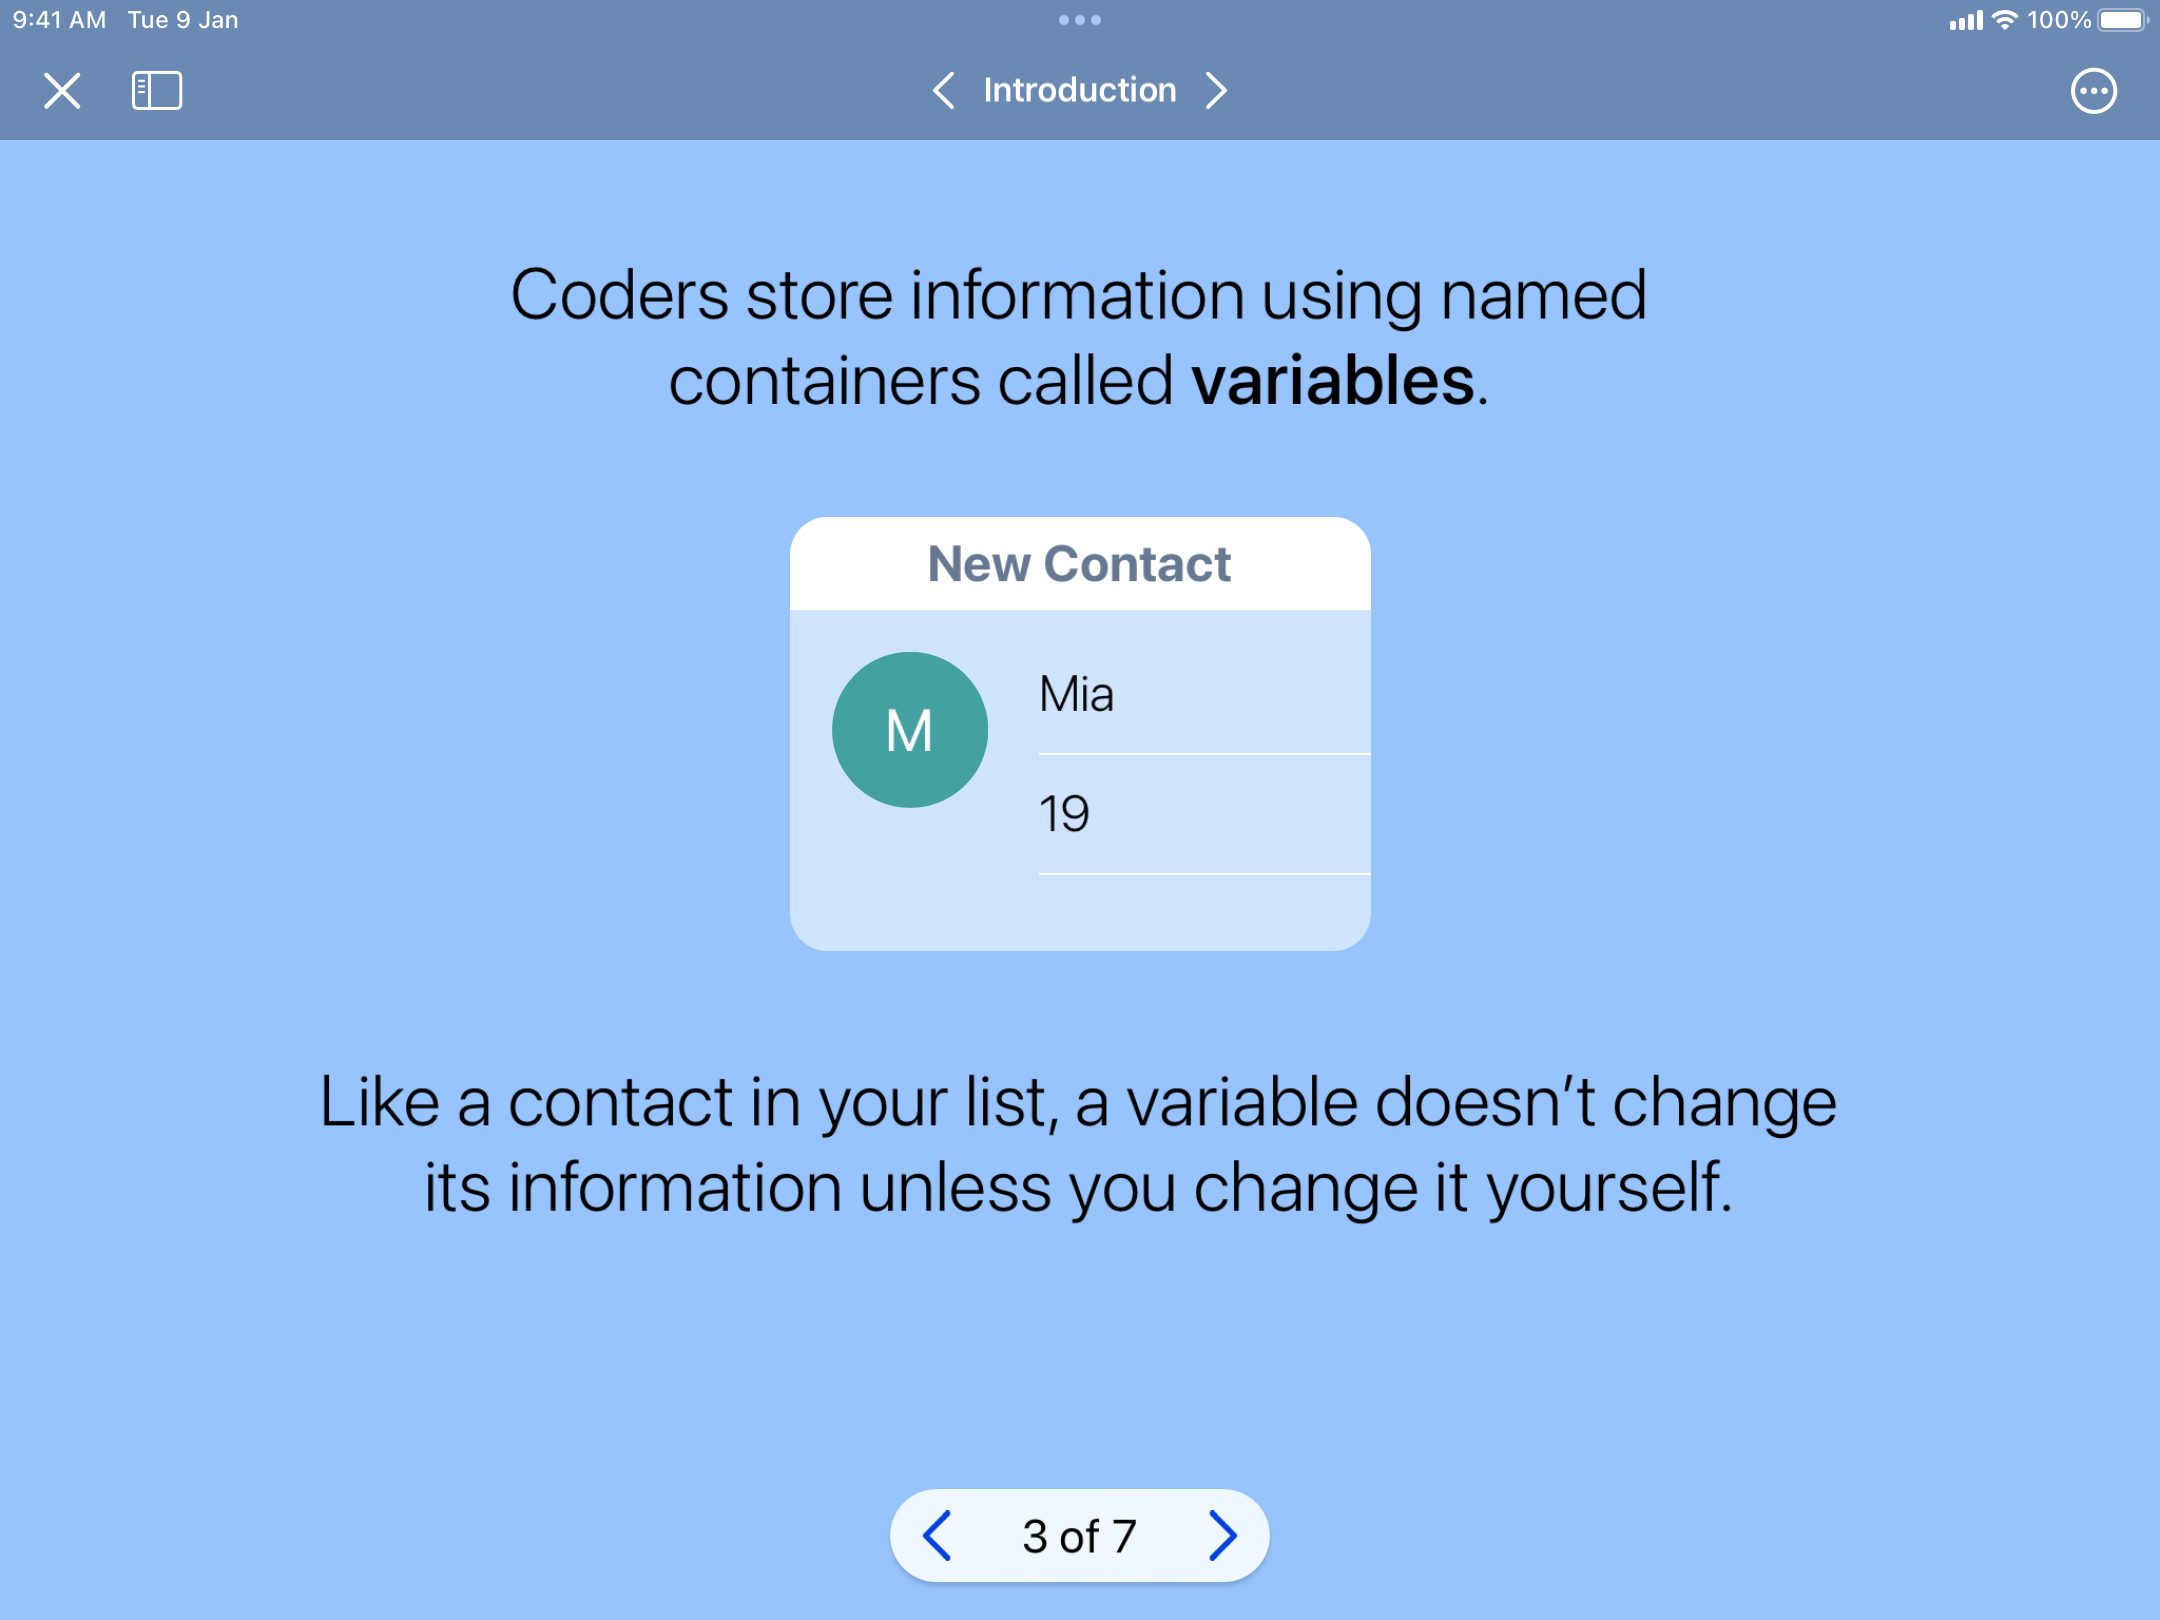 9:41 AM Tue 9 Jan 100%
Introduction
Coders store information using named
containers called variables.
New Contact
M
Mia
19
Like a contact in your list, a variable doesn’t change
its information unless you change it yourself.
3 of 7